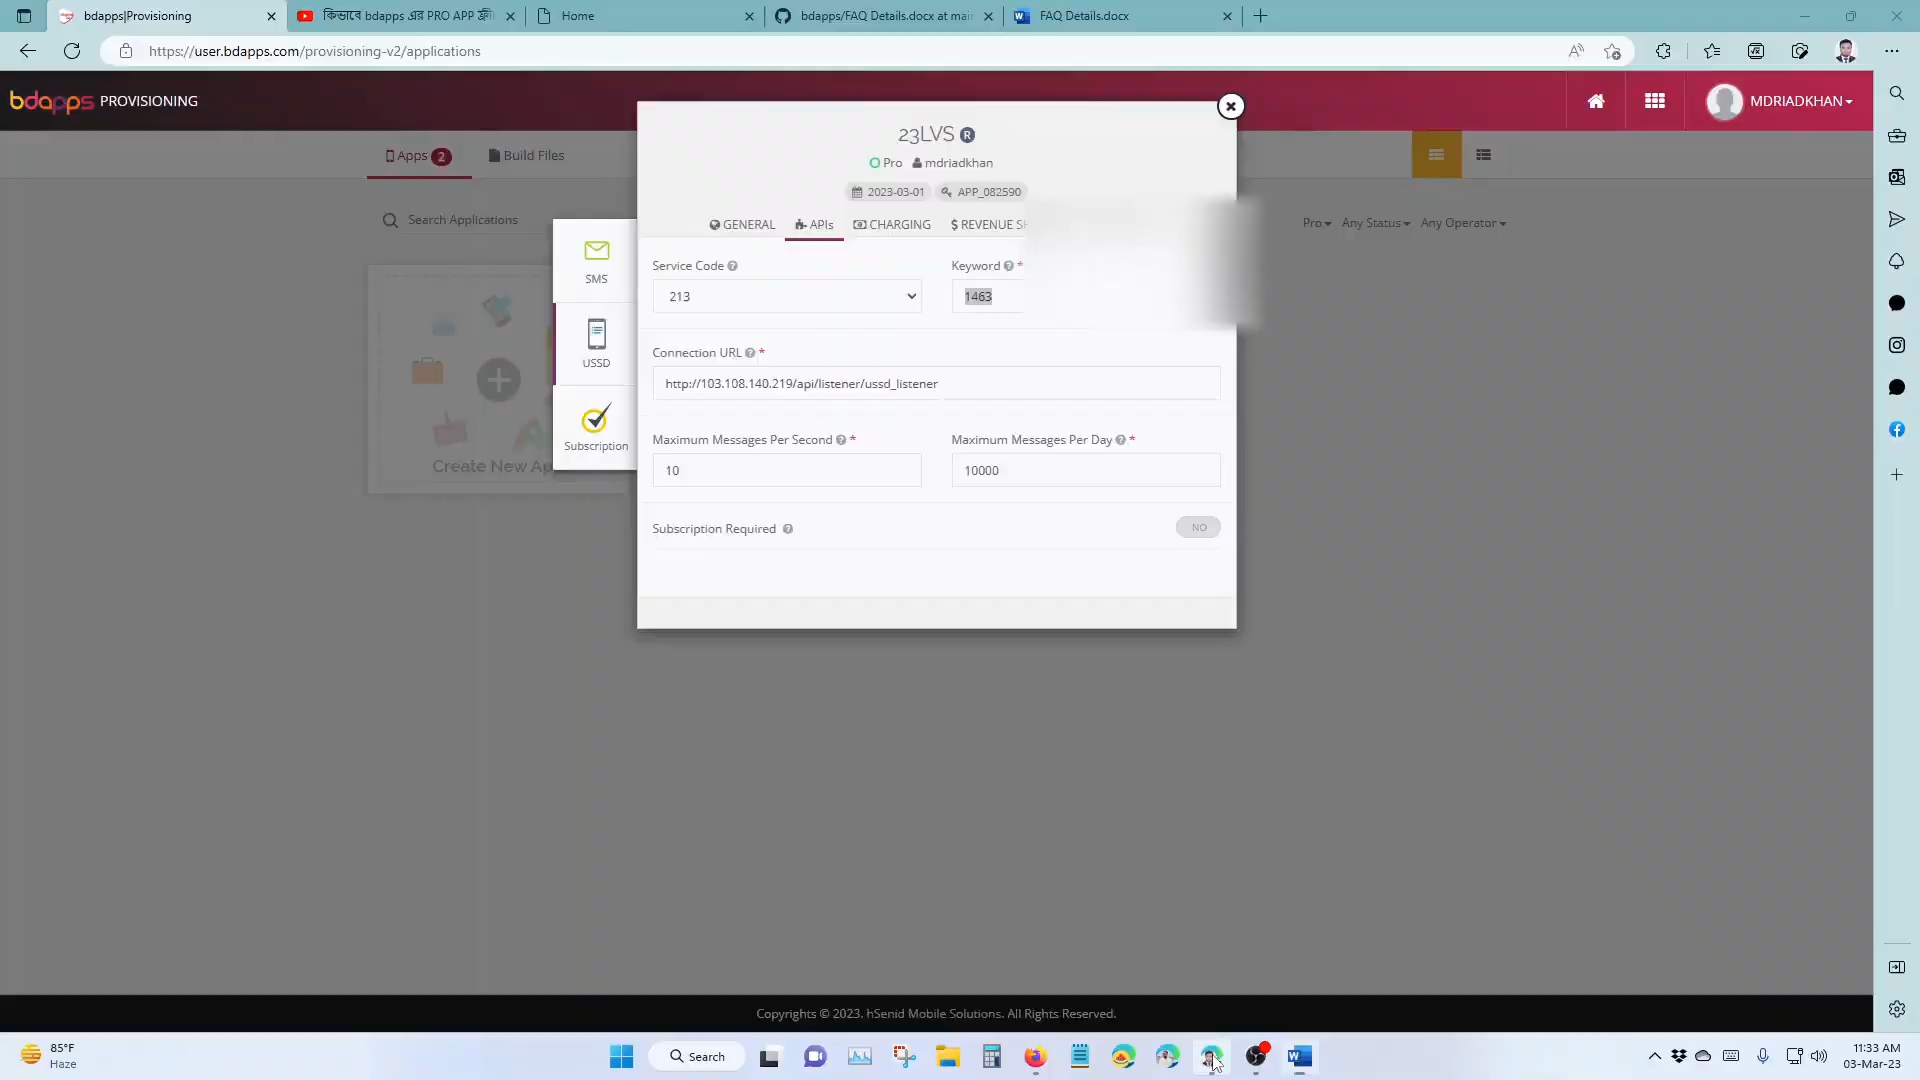 bdapps|Provisioning
কিভাবে bdapps এর PRO APP ক্রি
Home
bdapps/FAQ Details.docx at mai
FAQ Details.docx
https://user.bdapps.com/provisioning-v2/applications
bdapps PROVISIONING
MDRIADKHAN
Apps 2
Build Files
Search Applications
Pro
Any Status
Any Operator
Create New Ap
23LVS R
Pro mdriadkhan
2023-03-01 APP_082590
GENERAL APIs CHARGING $ REVENUE SH
SMS
USSD
Subscription
Service Code ? Keyword ? *
213 1463
Connection URL ? *
http://103.108.140.219/api/listener/ussd_listener
Maximum Messages Per Second ? * Maximum Messages Per Day ? *
10 10000
Subscription Required ? NO
Copyrights © 2023. hSenid Mobile Solutions. All Rights Reserved.
85°F
Haze
Search
11:33 AM
03-Mar-23